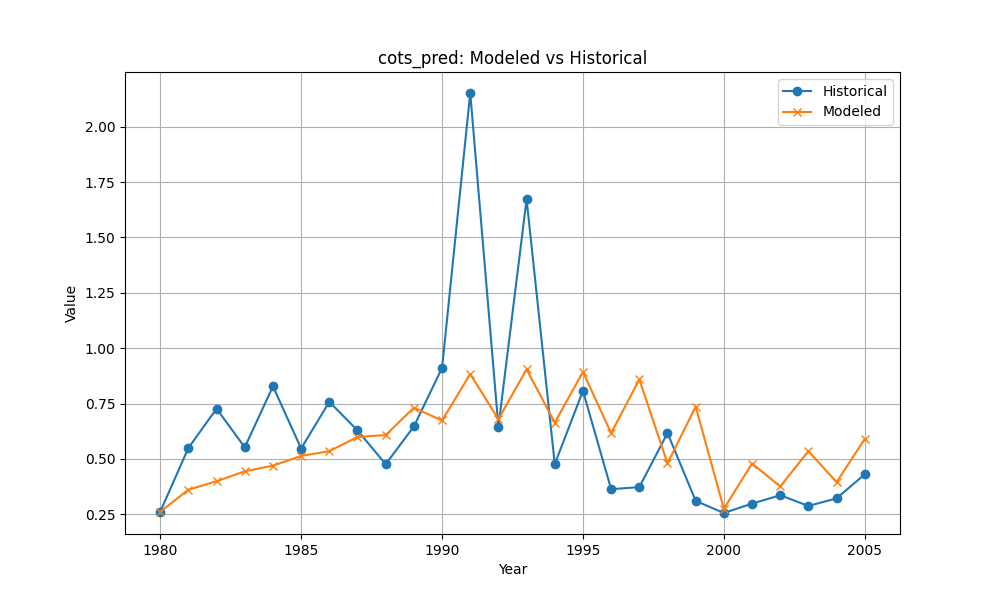 cots_pred: Modeled vs Historical
Historical
Modeled
Value
2.00
1.75
1.50
1.25
1.00
0.75
0.50
0.25
1980 1985 1990 1995 2000 2005
Year